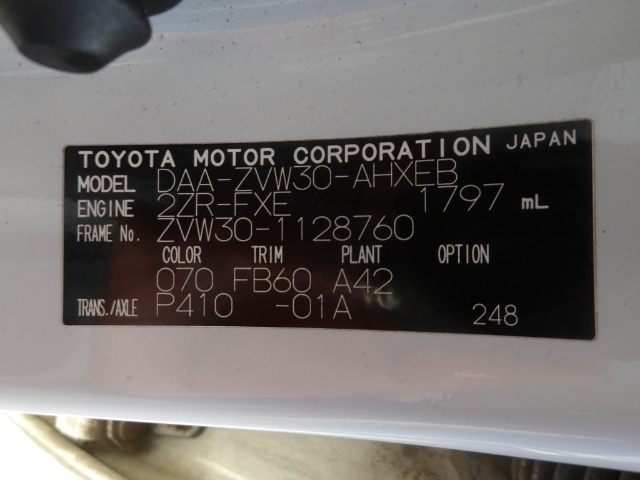 TOYOTA MOTOR CORPORATION JAPAN
MODEL DAA-ZVW30-AHXEB
ENGINE 2ZR-FXE 1797 mL
FRAME No. ZVW30-1128760
COLOR TRIM PLANT OPTION
070 FB60 A42
TRANS./AXLE P410 -01A 248